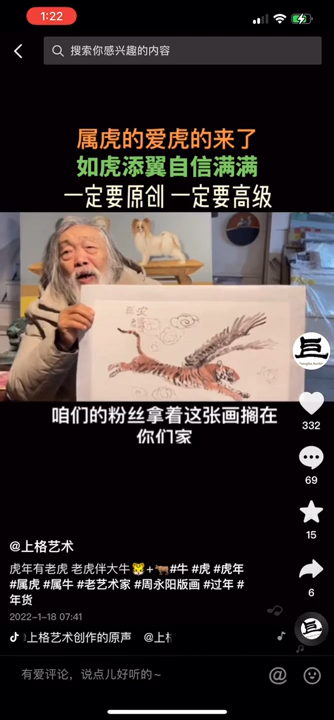 1:22
搜索你感兴趣的内容
属虎的爱虎的来了
如虎添翼自信满满
一定要原创 一定要高级
咱们的粉丝拿着这张画搁在
你们家
332
69
15
6
@上格艺术
虎年有老虎 老虎伴大牛🐯+🐂#牛 #虎 #虎年
#属虎 #属牛 #老艺术家 #周永阳版画 #过年 #
年货
2022-1-18 07:41
@上格艺术创作的原声 @上格
有爱评论，说点儿好听的~